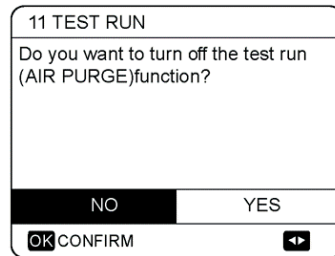 11 TEST RUN
Do you want to turn off the test run
(AIR PURGE)function?
NO YES
OK CONFIRM